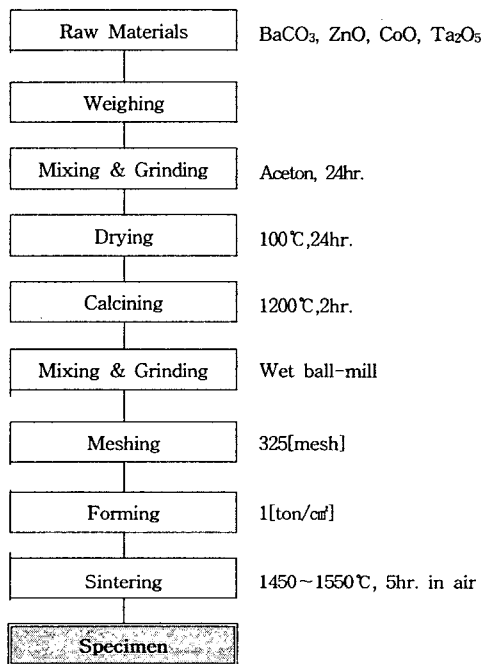 Raw Materials BaCO₃, ZnO, CoO, Ta₂O₅
Weighing
Mixing & Grinding Aceton, 24hr.
Drying 100℃,24hr.
Calcining 1200℃,2hr.
Mixing & Grinding Wet ball-mill
Meshing 325[mesh]
Forming 1[ton/㎠]
Sintering 1450~1550℃, 5hr. in air
Specimen